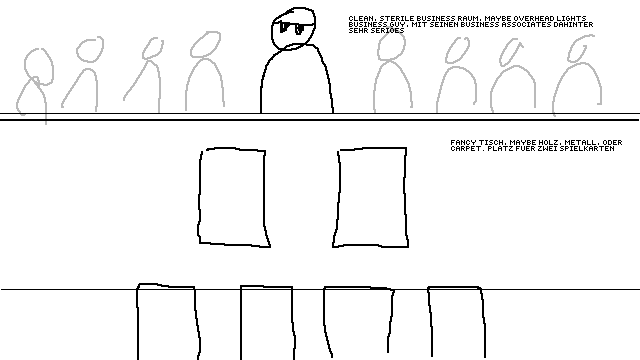 CLEAN, STERILE BUSINESS RAUM, MAYBE OVERHEAD LIGHTS
BUSINESS GUY, MIT SEINEN BUSINESS ASSOCIATES DAHINTER
SEHR SERIOES
FANCY TISCH, MAYBE HOLZ, METALL, ODER
CARPET. PLATZ FUER ZWEI SPIELKARTEN